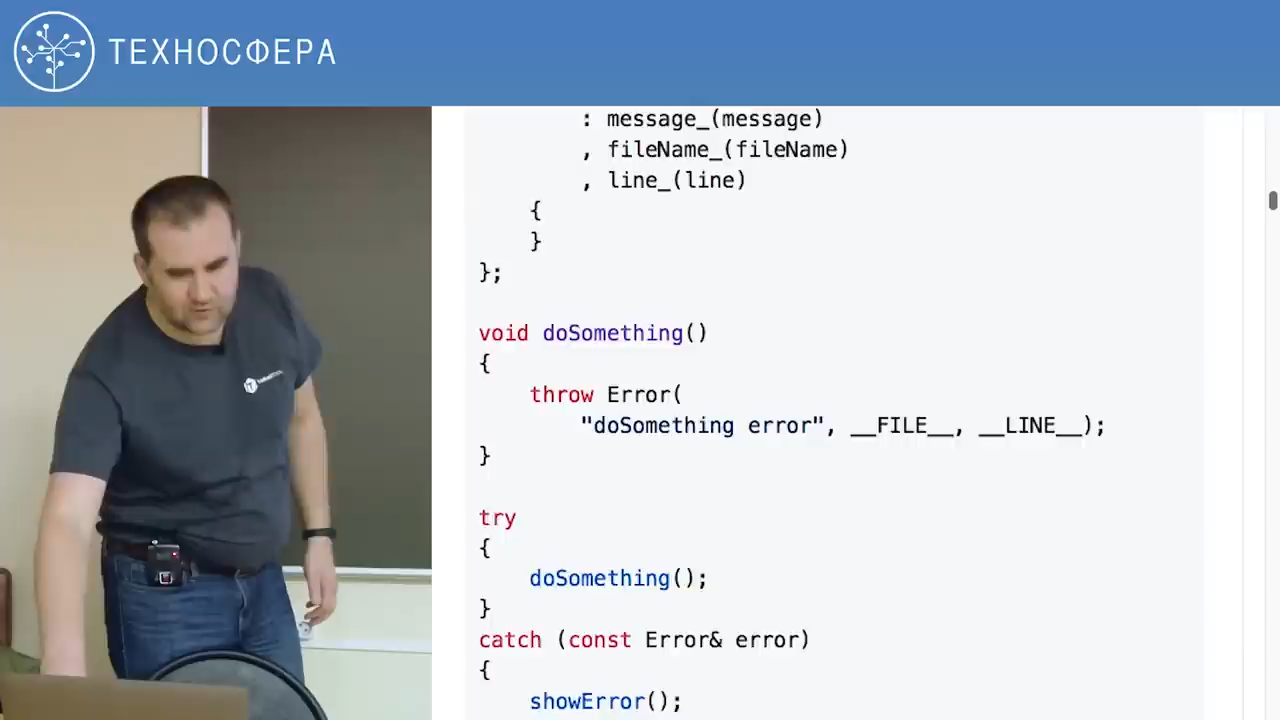 ТЕХНОСФЕРА
: message_(message)
, fileName_(fileName)
, line_(line)
{
}
};
void doSomething()
{
throw Error(
"doSomething error", __FILE__, __LINE__);
}
try
{
doSomething();
}
catch (const Error& error)
{
showError();